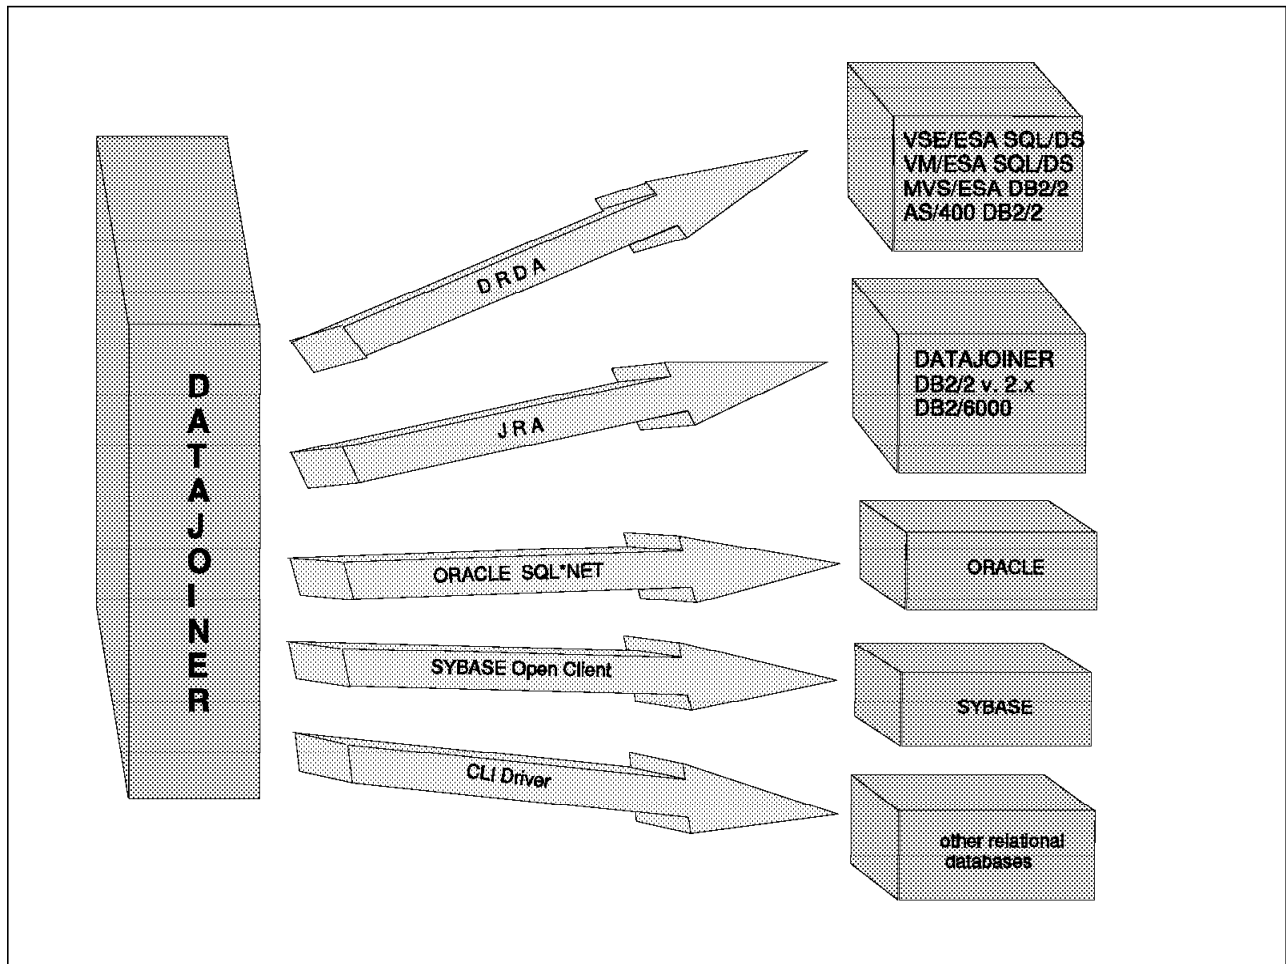 DATAJOINER
DRDA
VSE/ESA SQL/DS
VM/ESA SQL/DS
MVS/ESA DB2/2
AS/400 DB2/2
JRA
DATAJOINER
DB2/2 v. 2.x
DB2/6000
ORACLE SQL*NET
ORACLE
SYBASE Open Client
SYBASE
CLI Driver
other relational
databases